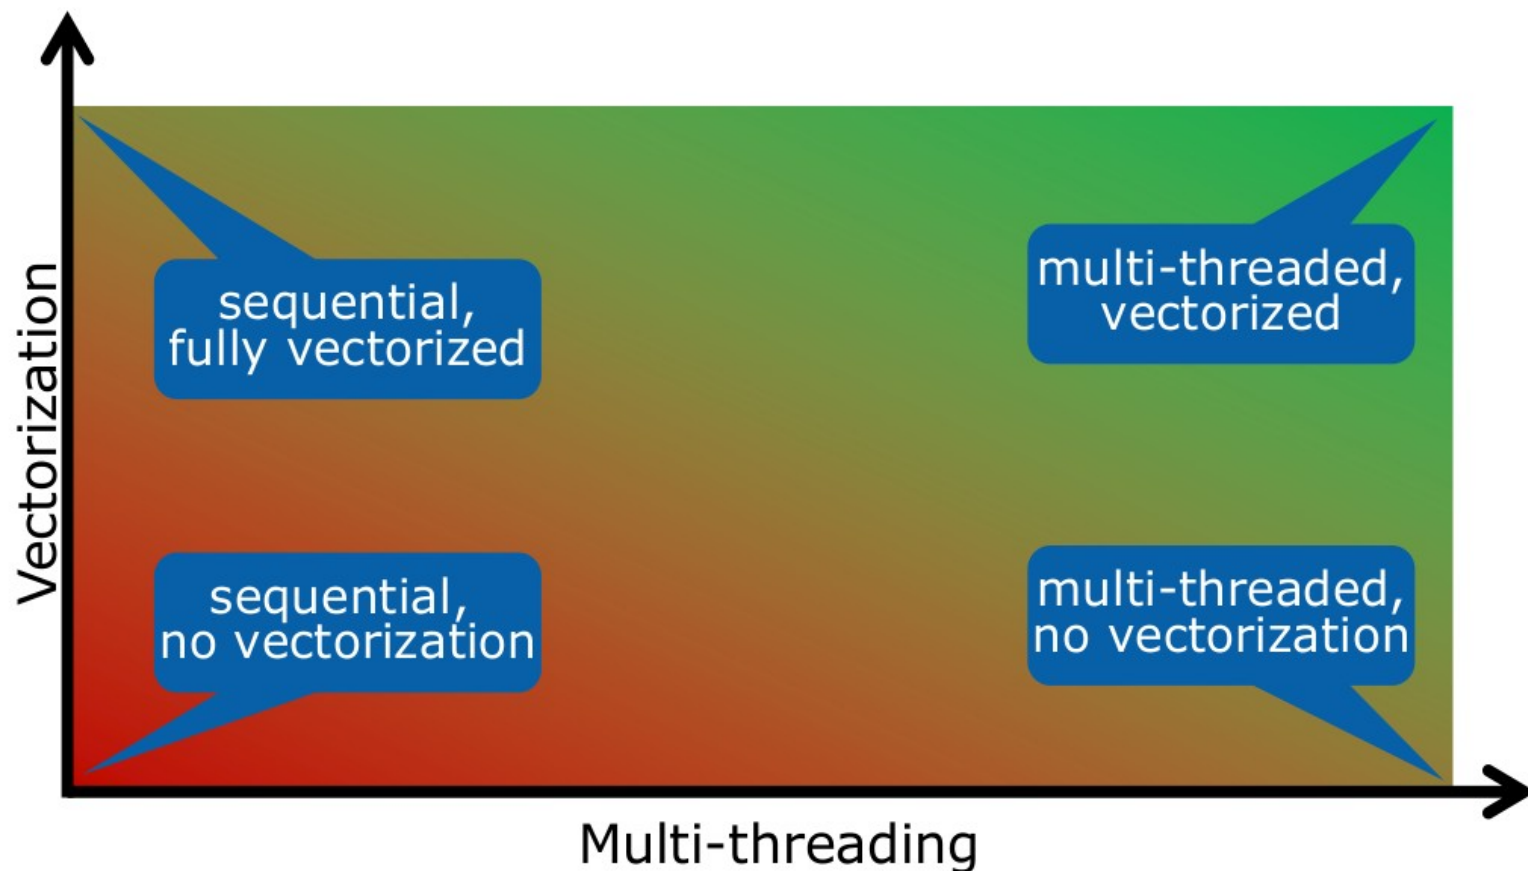 Vectorization
sequential,
fully vectorized
multi-threaded,
vectorized
sequential,
no vectorization
multi-threaded,
no vectorization
Multi-threading